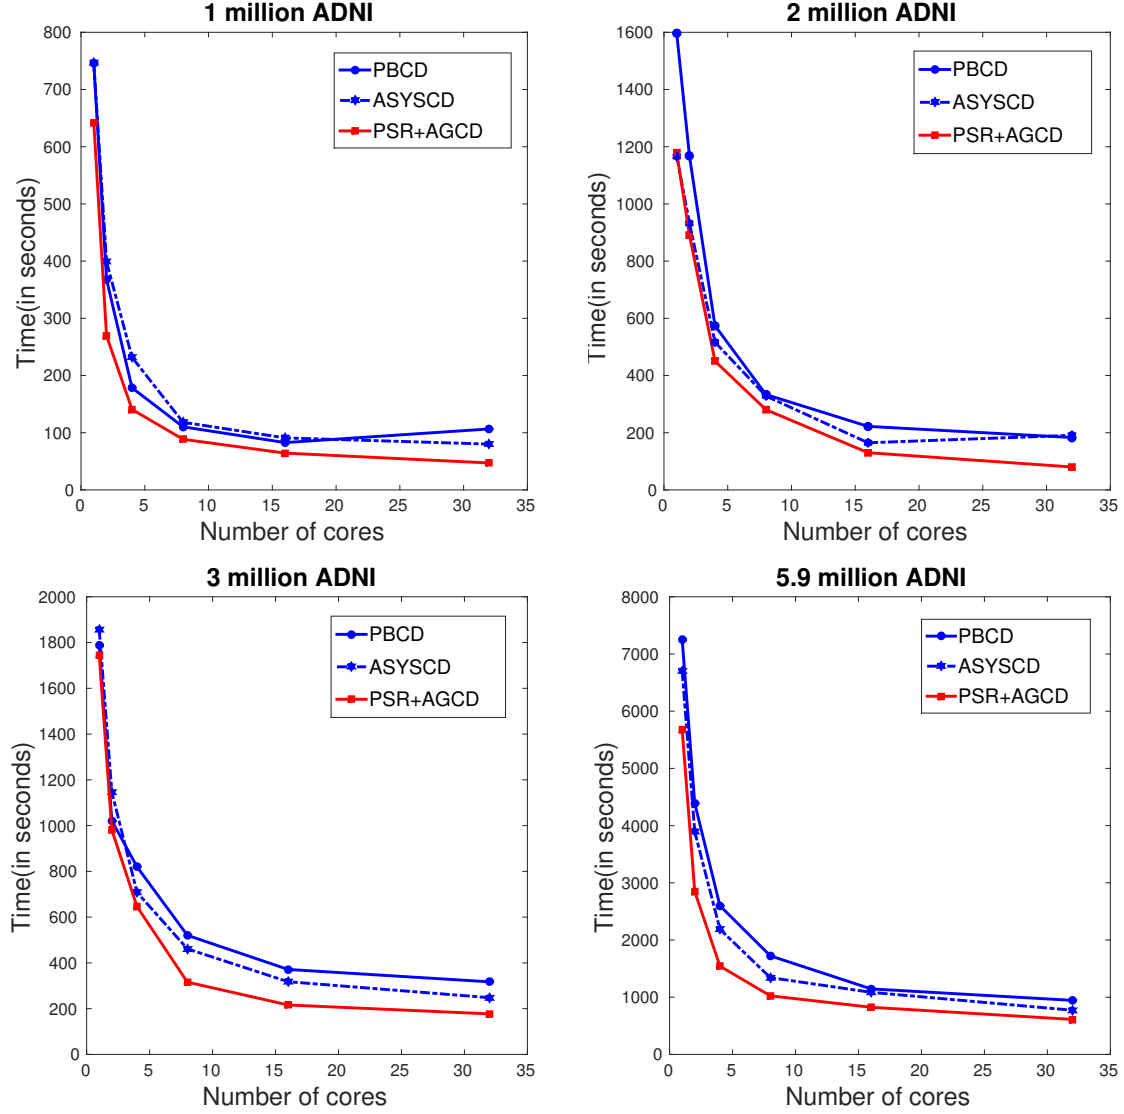 1 million ADNI
800
700
600
500
400
300
200
100
0
0 5 10 15 20 25 30 35
Time(in seconds)
Number of cores
PBCD
ASYSCD
PSR+AGCD
2 million ADNI
1600
1400
1200
1000
800
600
400
200
0
0 5 10 15 20 25 30 35
Time(in seconds)
Number of cores
PBCD
ASYSCD
PSR+AGCD
3 million ADNI
2000
1800
1600
1400
1200
1000
800
600
400
200
0
0 5 10 15 20 25 30 35
Time(in seconds)
Number of cores
PBCD
ASYSCD
PSR+AGCD
5.9 million ADNI
8000
7000
6000
5000
4000
3000
2000
1000
0
0 5 10 15 20 25 30 35
Time(in seconds)
Number of cores
PBCD
ASYSCD
PSR+AGCD